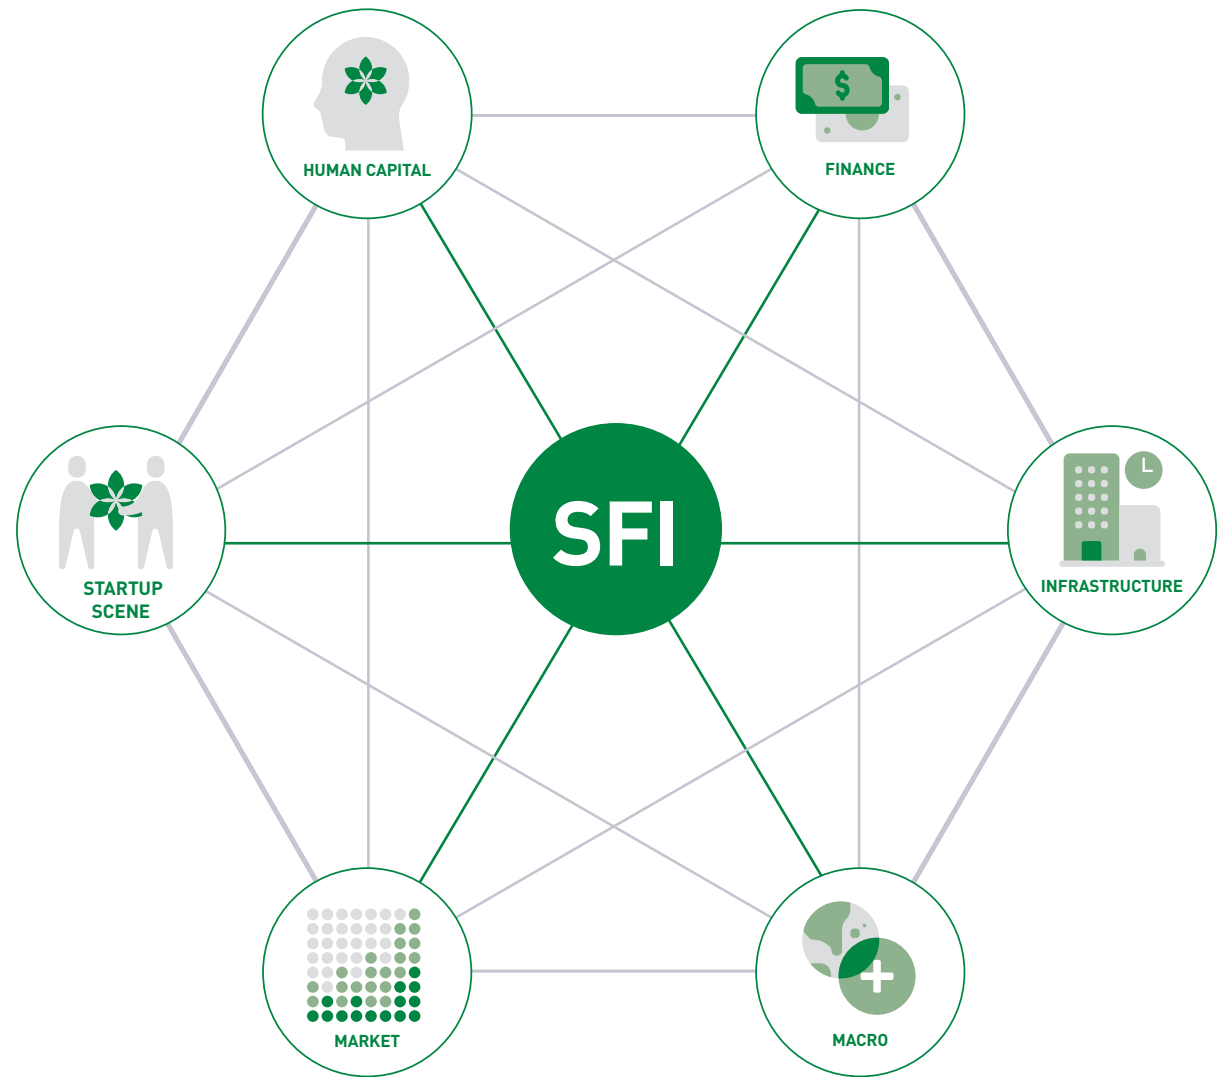 $
HUMAN CAPITAL
FINANCE
SFI
STARTUP
SCENE
INFRASTRUCTURE
MARKET
MACRO